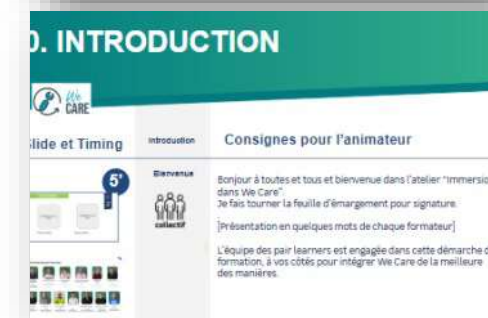 0. INTRODUCTION
We
CARE
Slide et Timing
Introduction
Consignes pour l'animateur
5'
Bienvenue
collectif
Bonjour à toutes et tous et bienvenue dans l'atelier "Immersio
dans We Care".
Je fais tourner la feuille d'émargement pour signature.
[Présentation en quelques mots de chaque formateur]
L'équipe des pair learners est engagée dans cette démarche d
formation, à vos côtés pour intégrer We Care de la meilleure
des manières.